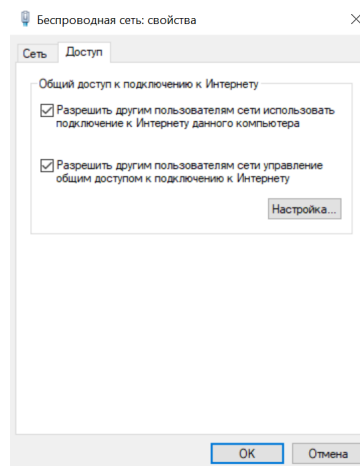 Беспроводная сеть: свойства
Сеть
Доступ
Общий доступ к подключению к Интернету
Разрешить другим пользователям сети использовать
подключение к Интернету данного компьютера
Разрешить другим пользователям сети управление
общим доступом к подключению к Интернету
Настройка...
OK
Отмена